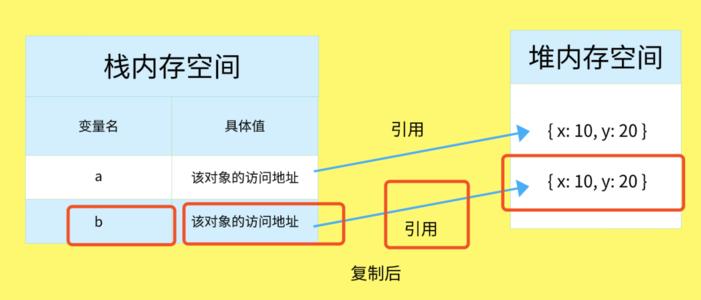 栈内存空间
堆内存空间
变量名
具体值
引用
{ x: 10, y: 20 }
a
该对象的访问地址
{ x: 10, y: 20 }
b
该对象的访问地址
引用
复制后